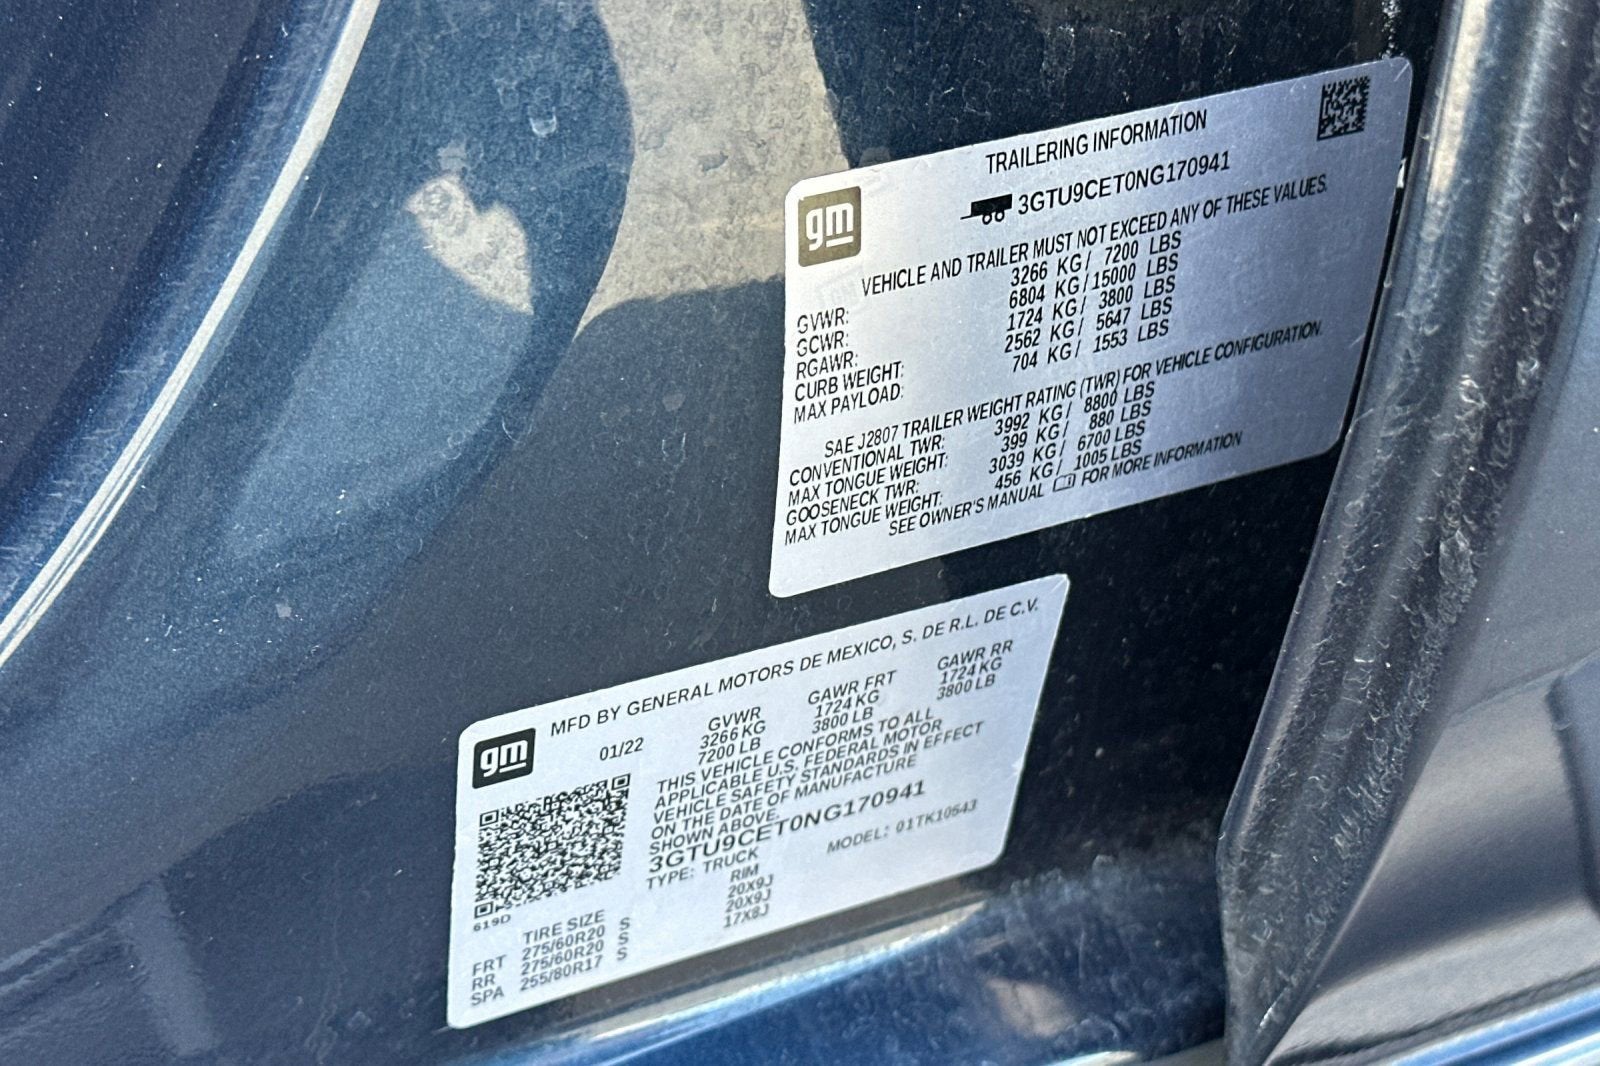 gm
TRAILERING INFORMATION
3GTU9CET0NG170941
VEHICLE AND TRAILER MUST NOT EXCEED ANY OF THESE VALUES.
GVWR: 3266 KG/ 7200 LBS
GCWR: 6804 KG/15000 LBS
RGAWR: 1724 KG/ 3800 LBS
CURB WEIGHT: 2562 KG/ 5647 LBS
MAX PAYLOAD: 704 KG/ 1553 LBS
SAE J2807 TRAILER WEIGHT RATING (TWR) FOR VEHICLE CONFIGURATION.
CONVENTIONAL TWR: 3992 KG/ 8800 LBS
MAX TONGUE WEIGHT: 399 KG/ 880 LBS
GOOSENECK TWR: 3039 KG/ 6700 LBS
MAX TONGUE WEIGHT: 456 KG/ 1005 LBS
SEE OWNER'S MANUAL FOR MORE INFORMATION
gm
MFD BY GENERAL MOTORS DE MEXICO, S. DE R.L. DE C.V.
01/22 GVWR GAWR FRT GAWR RR
3266 KG 1724 KG 1724 KG
7200 LB 3800 LB 3800 LB
THIS VEHICLE CONFORMS TO ALL
APPLICABLE U.S. FEDERAL MOTOR
VEHICLE SAFETY STANDARDS IN EFFECT
ON THE DATE OF MANUFACTURE
SHOWN ABOVE.
3GTU9CET0NG170941
TYPE: TRUCK MODEL: 01TK10543
619D
TIRE SIZE RIM
FRT 275/60R20 S 20X9J
RR 275/60R20 S 20X9J
SPA 255/80R17 S 17X8J